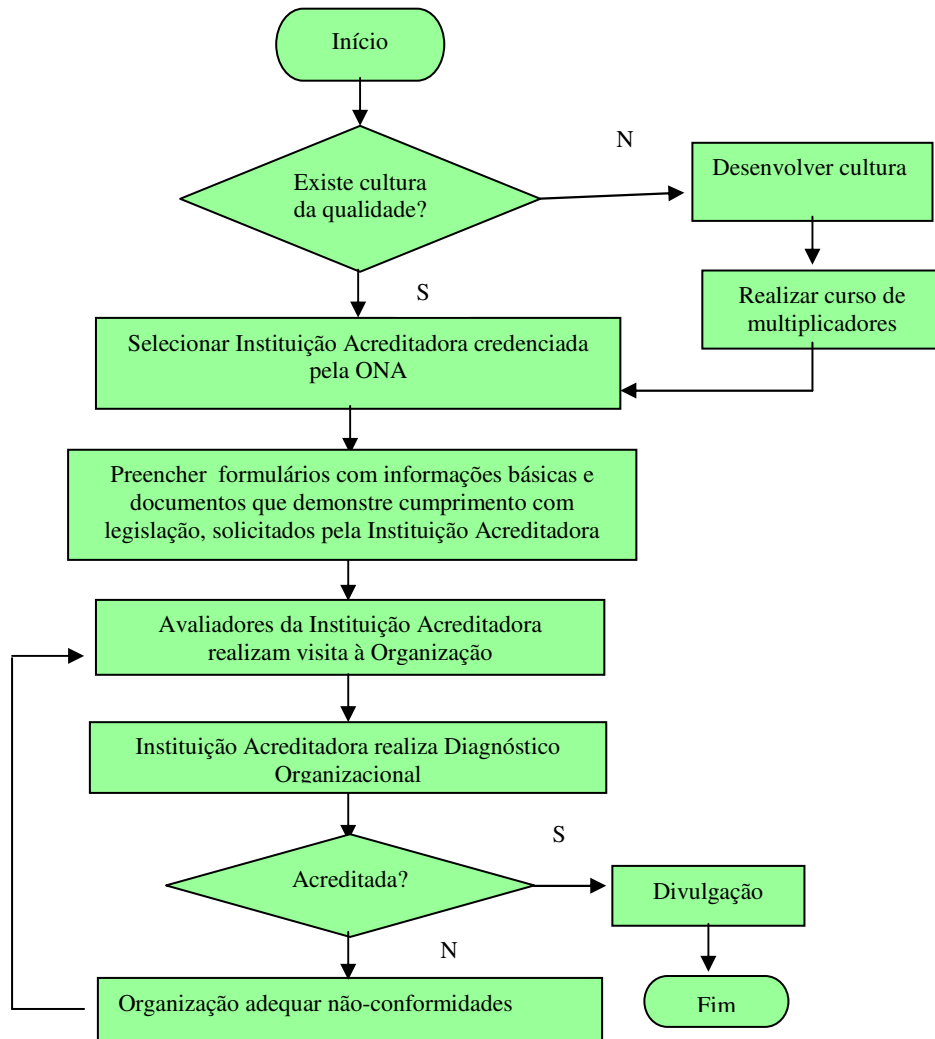 Início
Existe cultura
da qualidade?
N
Desenvolver cultura
Realizar curso de
multiplicadores
S
Selecionar Instituição Acreditadora credenciada
pela ONA
Preencher  formulários com informações básicas e
documentos que demonstre cumprimento com
legislação, solicitados pela Instituição Acreditadora
Avaliadores da Instituição Acreditadora
realizam visita à Organização
Instituição Acreditadora realiza Diagnóstico
Organizacional
Acreditada?
S
Divulgação
N
Organização adequar não-conformidades
Fim